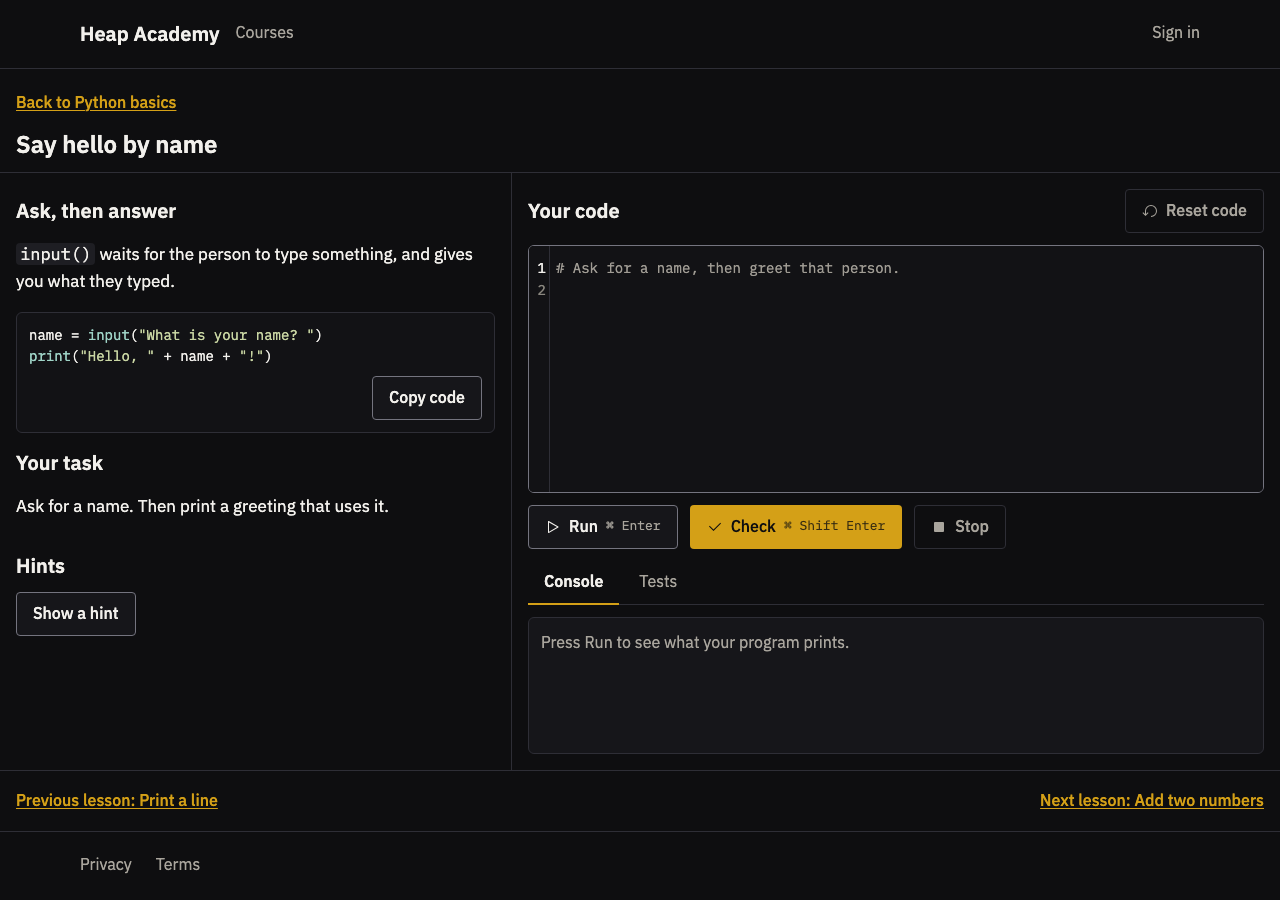 Heap Academy Courses Sign in
Back to Python basics
Say hello by name
Ask, then answer
input() waits for the person to type something, and gives
you what they typed.
name = input("What is your name? ")
print("Hello, " + name + "!")
Copy code
Your task
Ask for a name. Then print a greeting that uses it.
Hints
Show a hint
Your code
Reset code
1 # Ask for a name, then greet that person.
2
Run ⌘ Enter
Check ⌘ Shift Enter
Stop
Console Tests
Press Run to see what your program prints.
Previous lesson: Print a line
Next lesson: Add two numbers
Privacy Terms